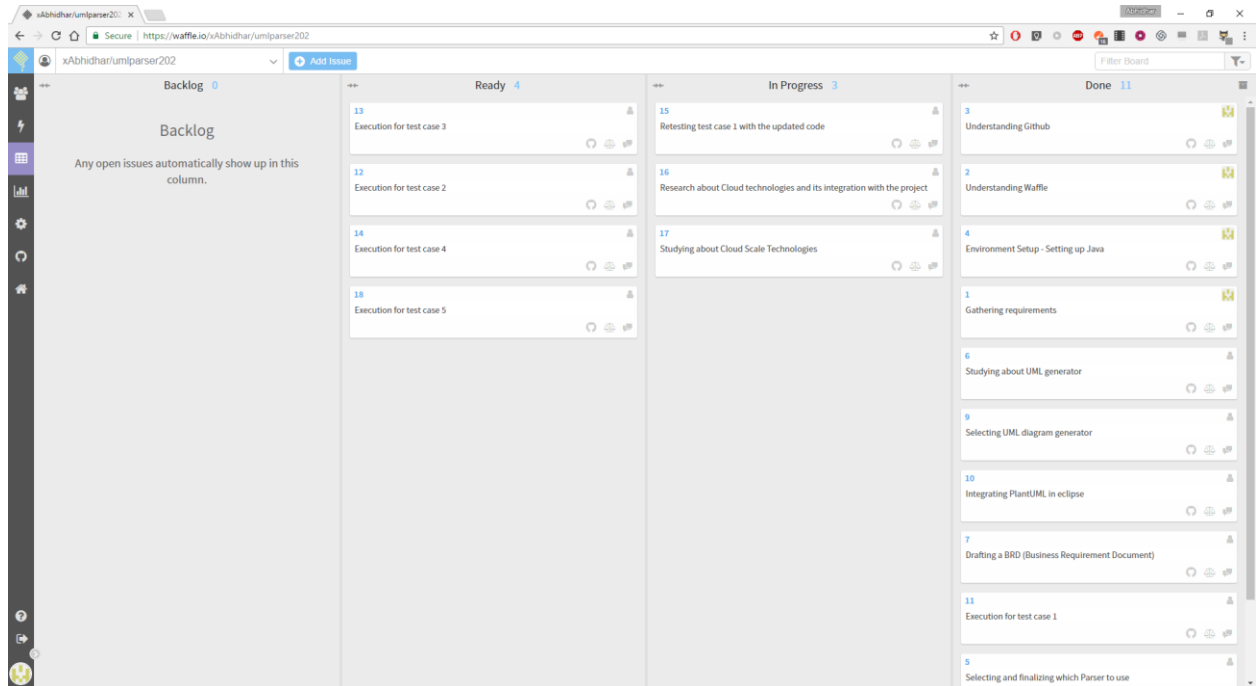 xAbhidhar/umlparser202
Abhidhar
Secure https://waffle.io/xAbhidhar/umlparser202
xAbhidhar/umlparser202
Add Issue
Filter Board
Backlog 0
Backlog
Any open issues automatically show up in this
column.
Ready 4
13
Execution for test case 3
12
Execution for test case 2
14
Execution for test case 4
18
Execution for test case 5
In Progress 3
15
Retesting test case 1 with the updated code
16
Research about Cloud technologies and its integration with the project
17
Studying about Cloud Scale Technologies
Done 11
3
Understanding Github
2
Understanding Waffle
4
Environment Setup - Setting up Java
1
Gathering requirements
6
Studying about UML generator
9
Selecting UML diagram generator
10
Integrating PlantUML in eclipse
7
Drafting a BRD (Business Requirement Document)
11
Execution for test case 1
5
Selecting and finalizing which Parser to use